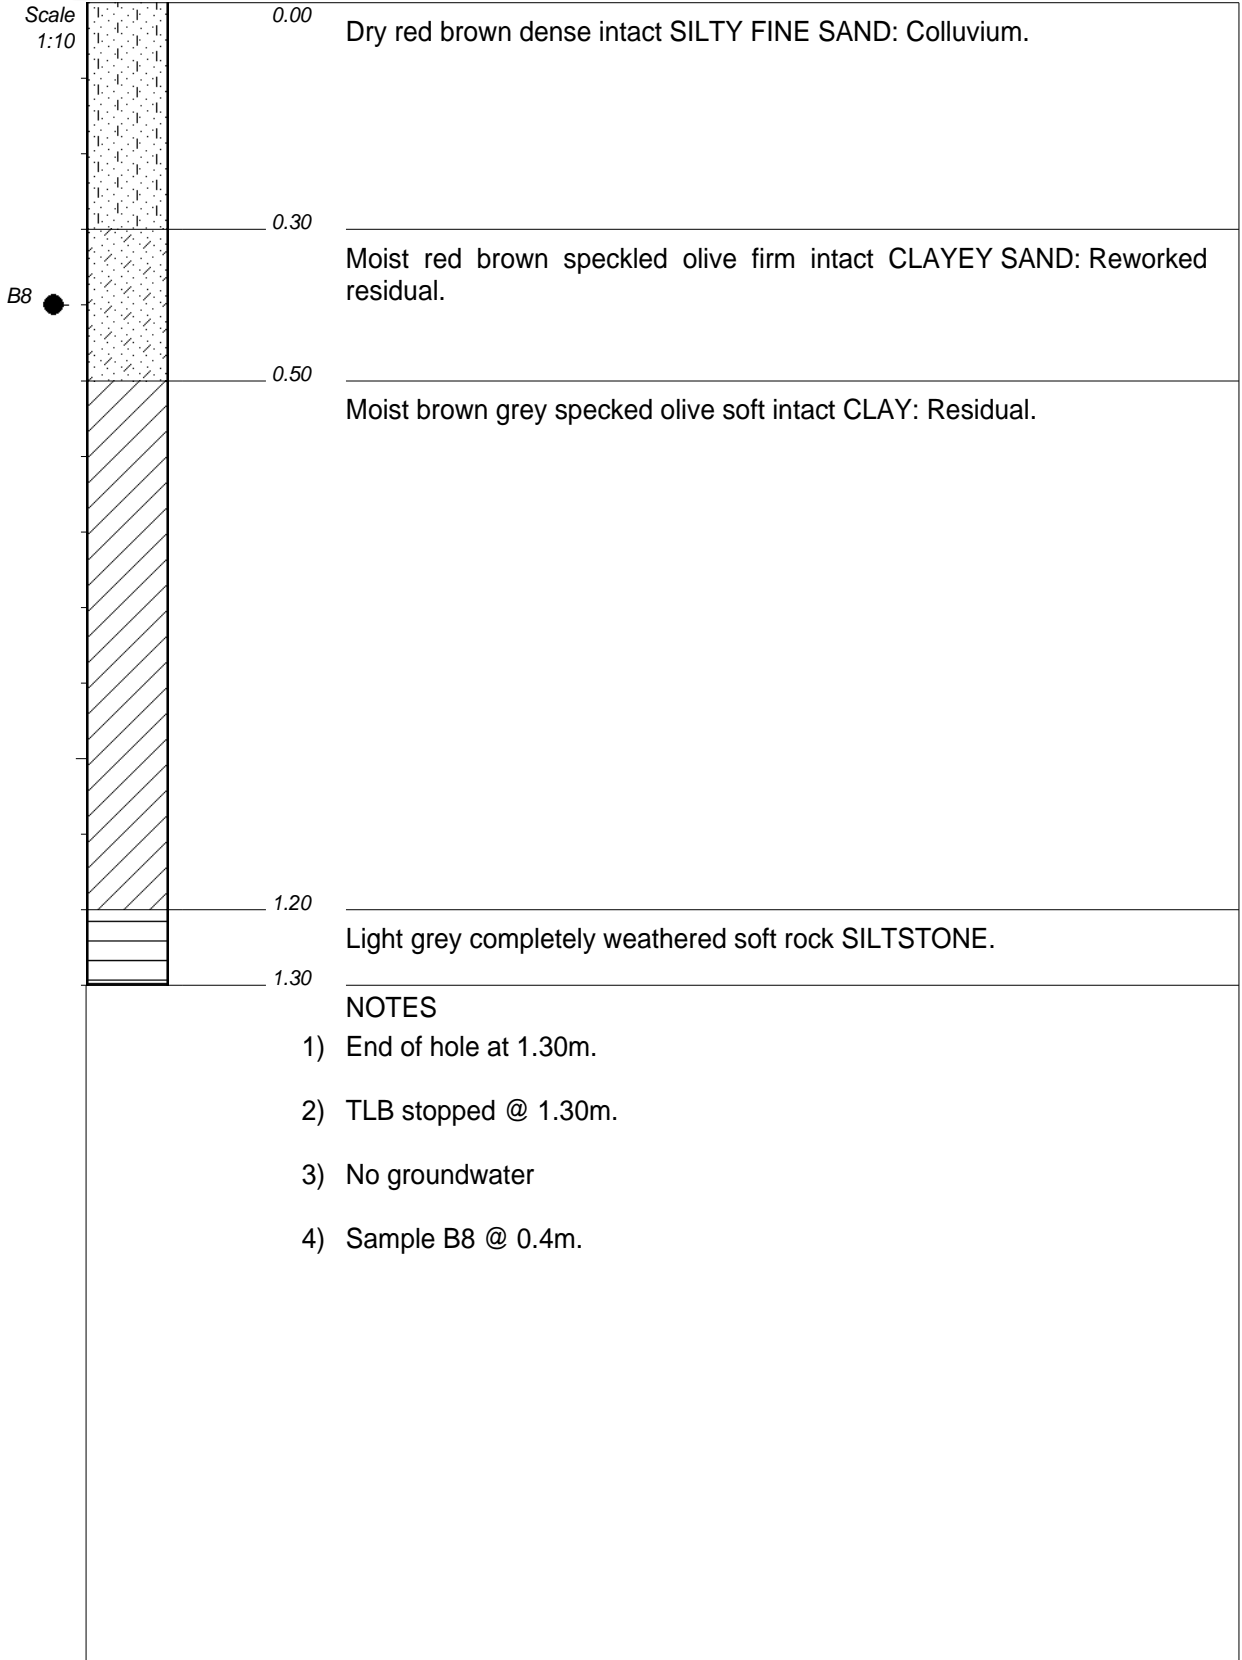 Scale
1:10
0.00
Dry red brown dense intact SILTY FINE SAND: Colluvium.
0.30
Moist red brown speckled olive firm intact CLAYEY SAND: Reworked
residual.
B8
0.50
Moist brown grey specked olive soft intact CLAY: Residual.
1.20
Light grey completely weathered soft rock SILTSTONE.
1.30
NOTES
1) End of hole at 1.30m.
2) TLB stopped @ 1.30m.
3) No groundwater
4) Sample B8 @ 0.4m.